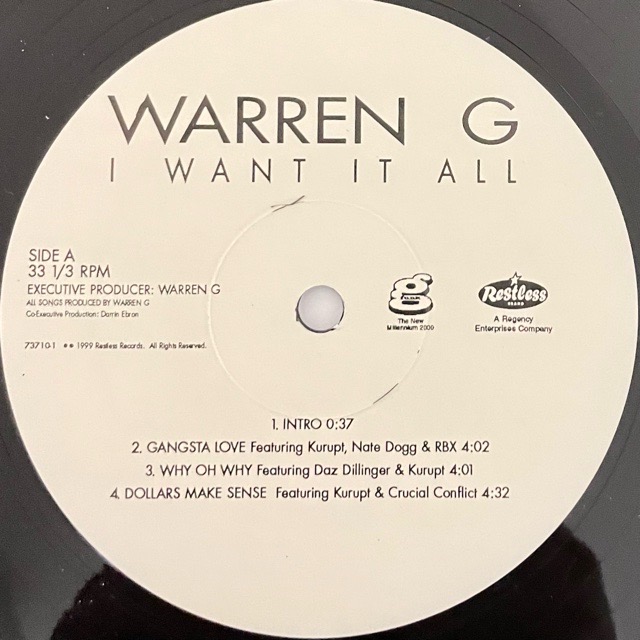 WARREN G
I WANT IT ALL
SIDE A
33 1/3 RPM
EXECUTIVE PRODUCER: WARREN G
ALL SONGS PRODUCED BY WARREN G
Co-Executive Production: Darrin Ebron
73710-1 ℗ © 1999 Restless Records. All Rights Reserved.
g funk
The New
Millennium 2000
Restless
A Regency
Enterprises Company
1. INTRO 0:37
2. GANGSTA LOVE Featuring Kurupt, Nate Dogg & RBX 4:02
3. WHY OH WHY Featuring Daz Dillinger & Kurupt 4:01
4. DOLLARS MAKE SENSE Featuring Kurupt & Crucial Conflict 4:32